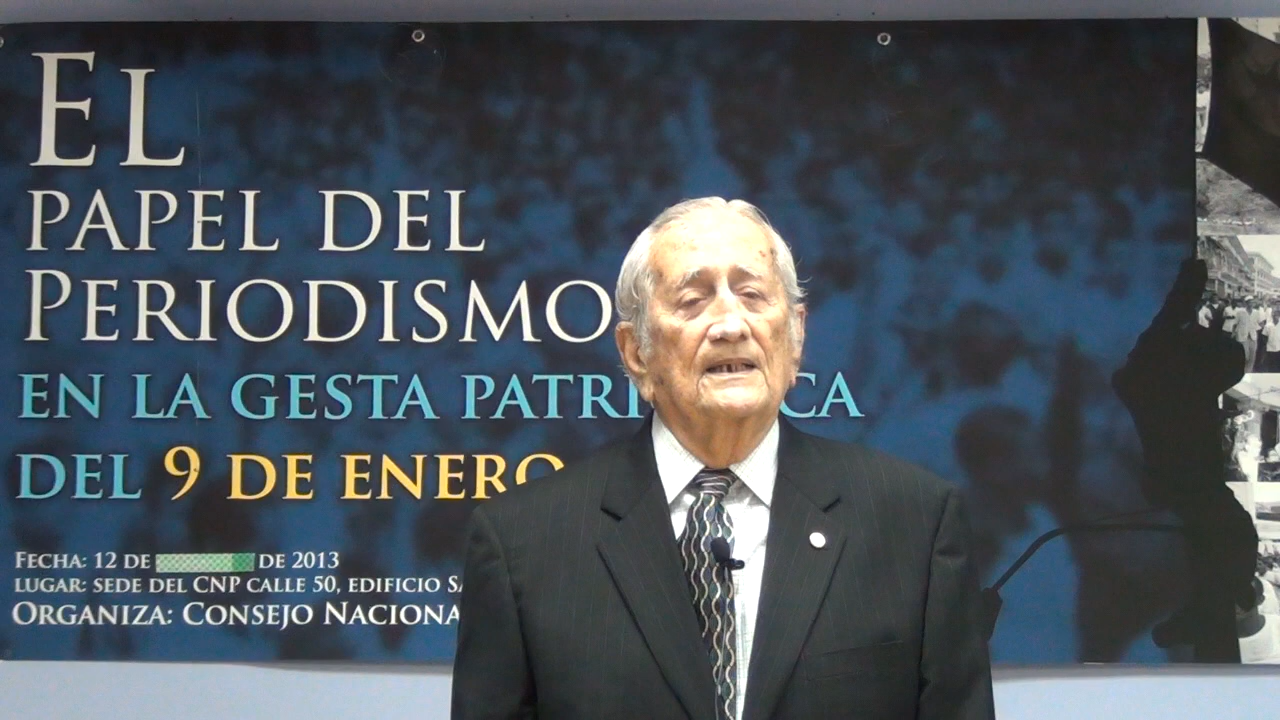 EL
PAPEL DEL
PERIODISMO
EN LA GESTA PATRI CA
DEL 9 DE ENERO
FECHA: 12 DE DE 2013
LUGAR: SEDE DEL CNP CALLE 50, EDIFICIO
ORGANIZA: CONSEJO NACIONA